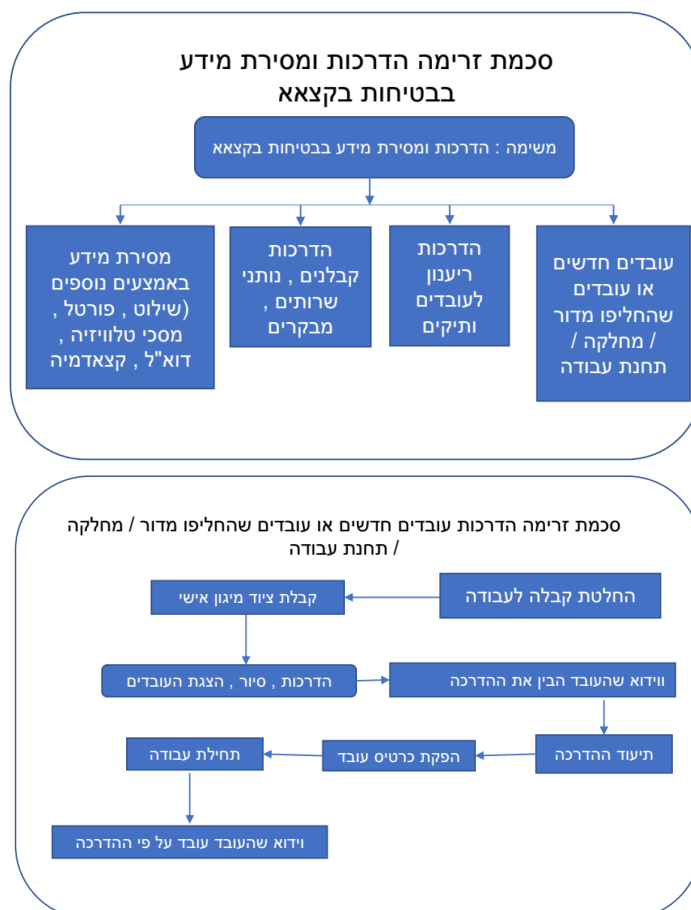 סכמת זרימה הדרכות ומסירת מידע
בבטיחות בקצאא
משימה : הדרכות ומסירת מידע בבטיחות בקצאא
עובדים חדשים
או עובדים
שהחליפו מדור
/ מחלקה /
תחנת עבודה
הדרכות
ריענון
לעובדים
ותיקים
הדרכות
קבלנים , נותני
שרותים ,
מבקרים
מסירת מידע
באמצעים נוספים
(שילוט , פורטל ,
מסכי טלוויזיה ,
דוא"ל , קצאדמיה
סכמת זרימה הדרכות עובדים חדשים או עובדים שהחליפו מדור / מחלקה
/ תחנת עבודה
החלטת קבלה לעבודה
קבלת ציוד מיגון אישי
הדרכות , סיור , הצגת העובדים
ווידוא שהעובד הבין את ההדרכה
תיעוד ההדרכה
הפקת כרטיס עובד
תחילת עבודה
וידוא שהעובד עובד על פי ההדרכה